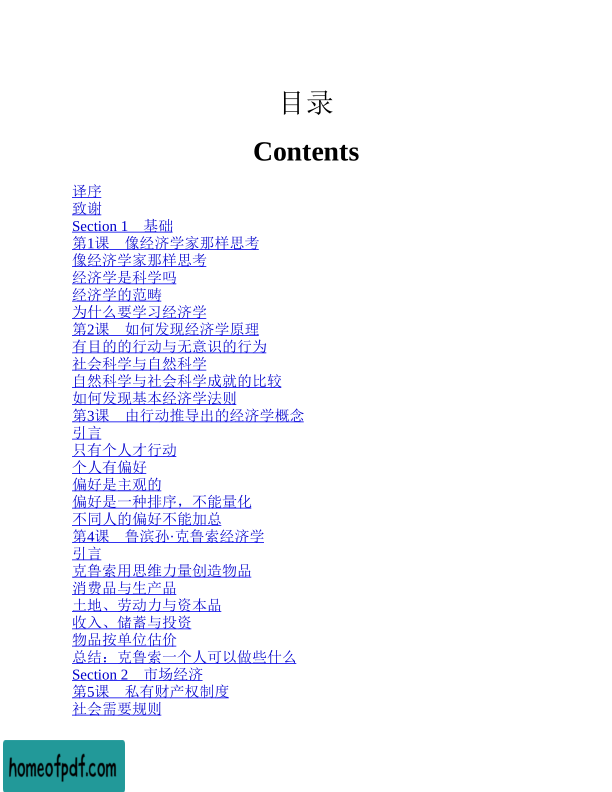 目录
Contents
译序
致谢
Section 1　基础
第1课　像经济学家那样思考
像经济学家那样思考
经济学是科学吗
经济学的范畴
为什么要学习经济学
第2课　如何发现经济学原理
有目的的行动与无意识的行为
社会科学与自然科学
自然科学与社会科学成就的比较
如何发现基本经济学法则
第3课　由行动推导出的经济学概念
引言
只有个人才行动
个人有偏好
偏好是主观的
偏好是一种排序，不能量化
不同人的偏好不能加总
第4课　鲁滨孙·克鲁索经济学
引言
克鲁索用思维力量创造物品
消费品与生产品
土地、劳动力与资本品
收入、储蓄与投资
物品按单位估价
总结：克鲁索一个人可以做些什么
Section 2　市场经济
第5课　私有财产权制度
社会需要规则
homeofpdf.com